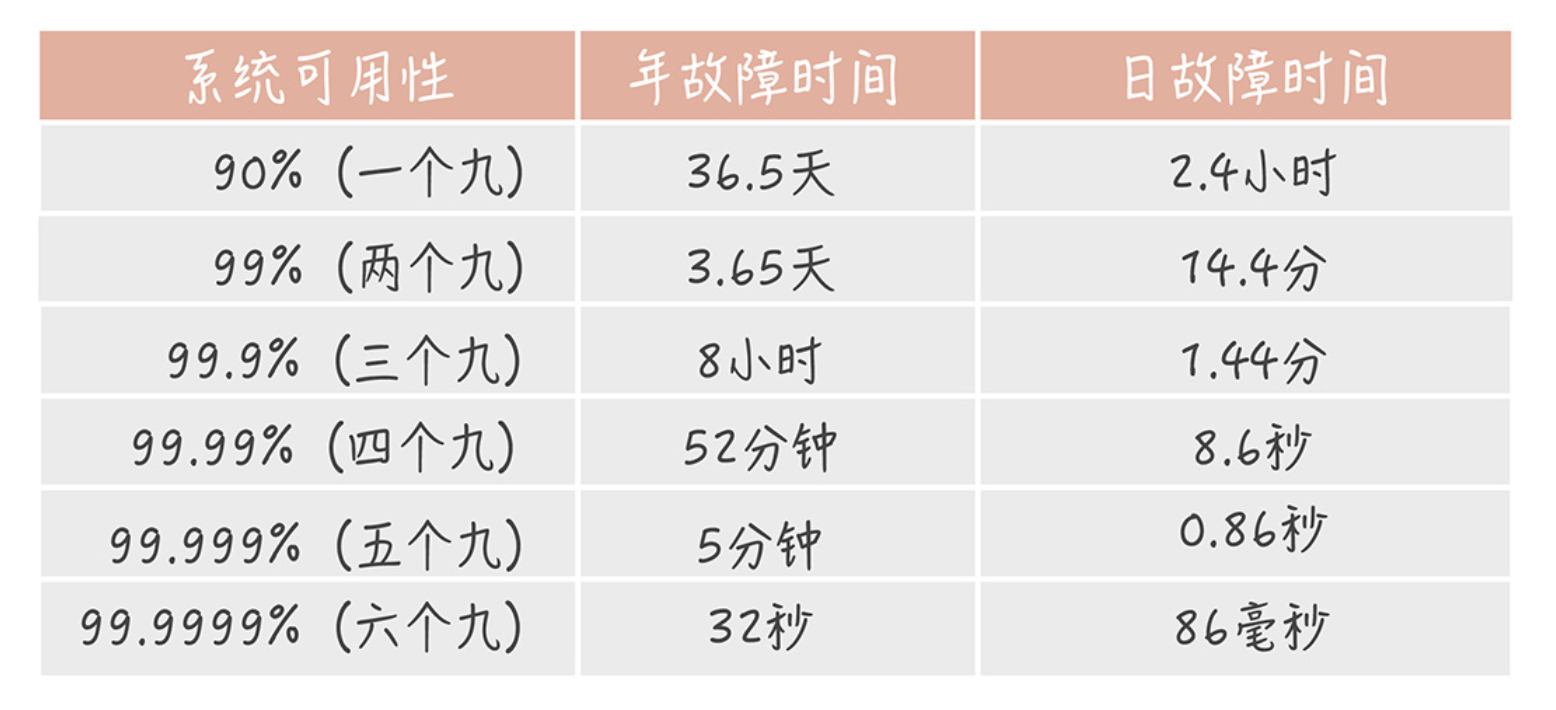 系统可用性 年故障时间 日故障时间
90% (一个九) 36.5天 2.4小时
99% (两个九) 3.65天 14.4分
99.9% (三个九) 8小时 1.44分
99.99% (四个九) 52分钟 8.6秒
99.999% (五个九) 5分钟 0.86秒
99.9999% (六个九) 32秒 86毫秒